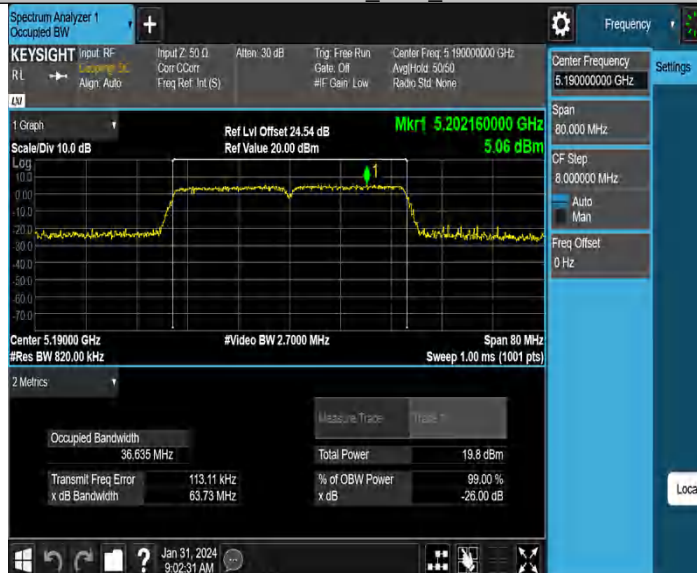 Spectrum Analyzer 1
Occupied BW
Frequency
KEYSIGHT
RL
Input: RF
Coupling: DC
Align: Auto
Input Z: 50 Ω
Corr CCorr
Freq Ref: Int (S)
Atten: 30 dB
Trig: Free Run
Gate: Off
#IF Gain: Low
Center Freq: 5.190000000 GHz
Avg|Hold: 50/50
Radio Std: None
LXI
Center Frequency
5.190000000 GHz
Settings
Span
80.000 MHz
CF Step
8.000000 MHz
Auto
Man
Freq Offset
0 Hz
1 Graph
Scale/Div 10.0 dB
Ref Lvl Offset 24.54 dB
Ref Value 20.00 dBm
Mkr1 5.202160000 GHz
5.06 dBm
Log
10.0
0.00
-10.0
-20.0
-30.0
-40.0
-50.0
-60.0
-70.0
1
Center 5.19000 GHz
#Res BW 820.00 kHz
#Video BW 2.7000 MHz
Span 80 MHz
Sweep 1.00 ms (1001 pts)
2 Metrics
Measure Trace
Trace 1
Occupied Bandwidth
36.635 MHz
Total Power
19.8 dBm
Transmit Freq Error
113.11 kHz
% of OBW Power
99.00 %
x dB Bandwidth
63.73 MHz
x dB
-26.00 dB
Loca
?
Jan 31, 2024
9:02:31 AM